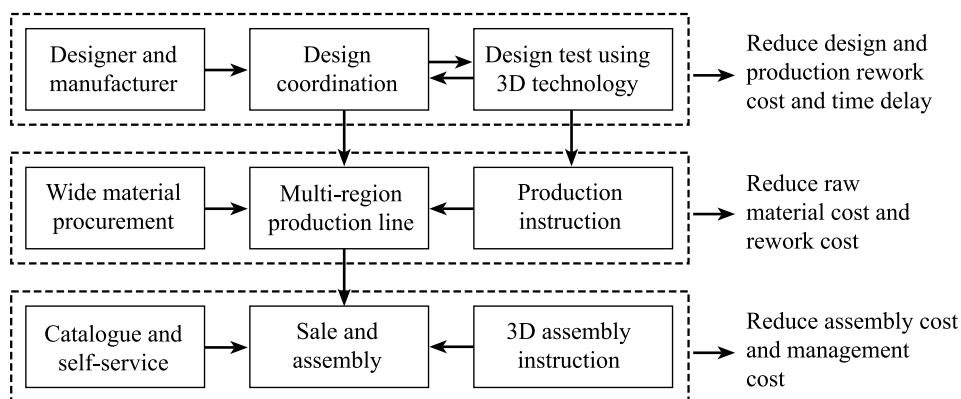 Designer and
manufacturer
Design
coordination
Design test using
3D technology
Reduce design and
production rework
cost and time delay
Wide material
procurement
Multi-region
production line
Production
instruction
Reduce raw
material cost and
rework cost
Catalogue and
self-service
Sale and
assembly
3D assembly
instruction
Reduce assembly cost
and management
cost